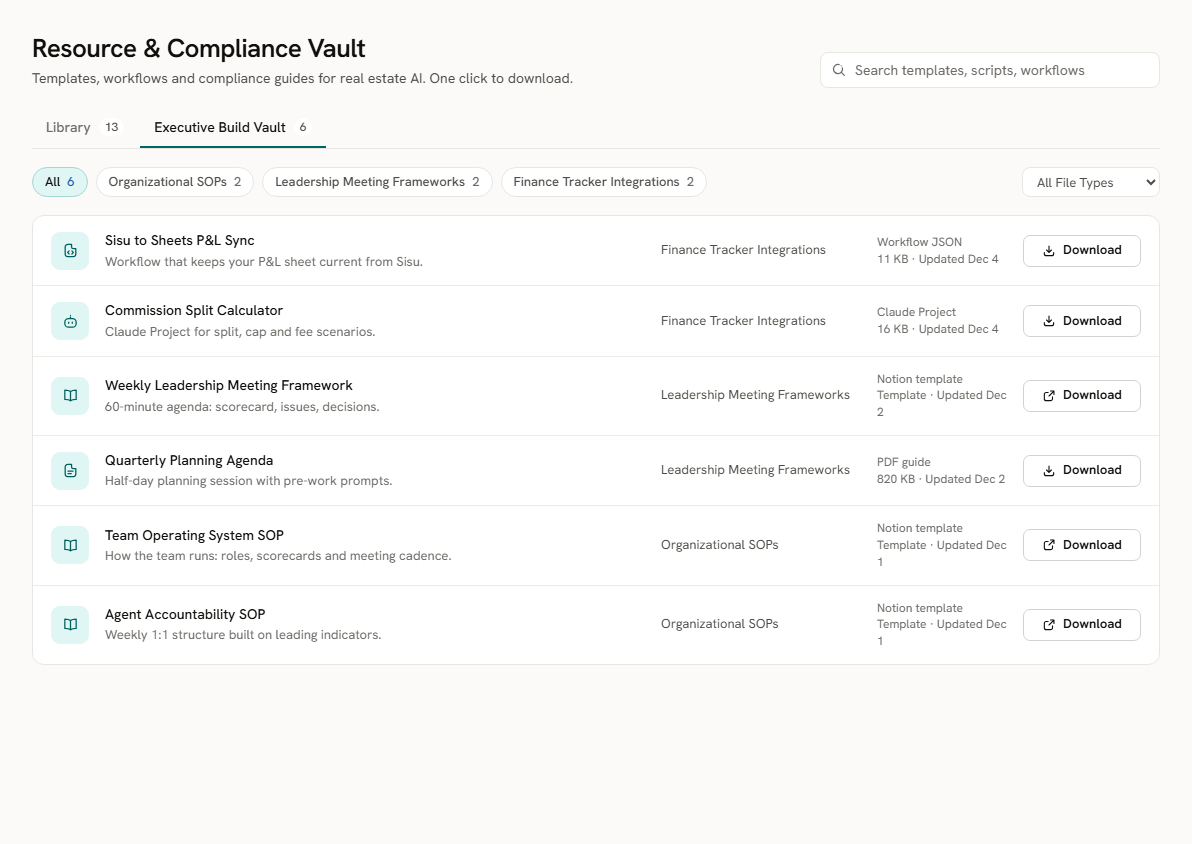 Resource & Compliance Vault
Templates, workflows and compliance guides for real estate AI. One click to download.
Search templates, scripts, workflows
Library 13
Executive Build Vault 6
All 6
Organizational SOPs 2
Leadership Meeting Frameworks 2
Finance Tracker Integrations 2
All File Types
Sisu to Sheets P&L Sync
Workflow that keeps your P&L sheet current from Sisu.
Finance Tracker Integrations
Workflow JSON
11 KB · Updated Dec 4
Download
Commission Split Calculator
Claude Project for split, cap and fee scenarios.
Finance Tracker Integrations
Claude Project
16 KB · Updated Dec 4
Download
Weekly Leadership Meeting Framework
60-minute agenda: scorecard, issues, decisions.
Leadership Meeting Frameworks
Notion template
Template · Updated Dec
2
Download
Quarterly Planning Agenda
Half-day planning session with pre-work prompts.
Leadership Meeting Frameworks
PDF guide
820 KB · Updated Dec 2
Download
Team Operating System SOP
How the team runs: roles, scorecards and meeting cadence.
Organizational SOPs
Notion template
Template · Updated Dec
1
Download
Agent Accountability SOP
Weekly 1:1 structure built on leading indicators.
Organizational SOPs
Notion template
Template · Updated Dec
1
Download